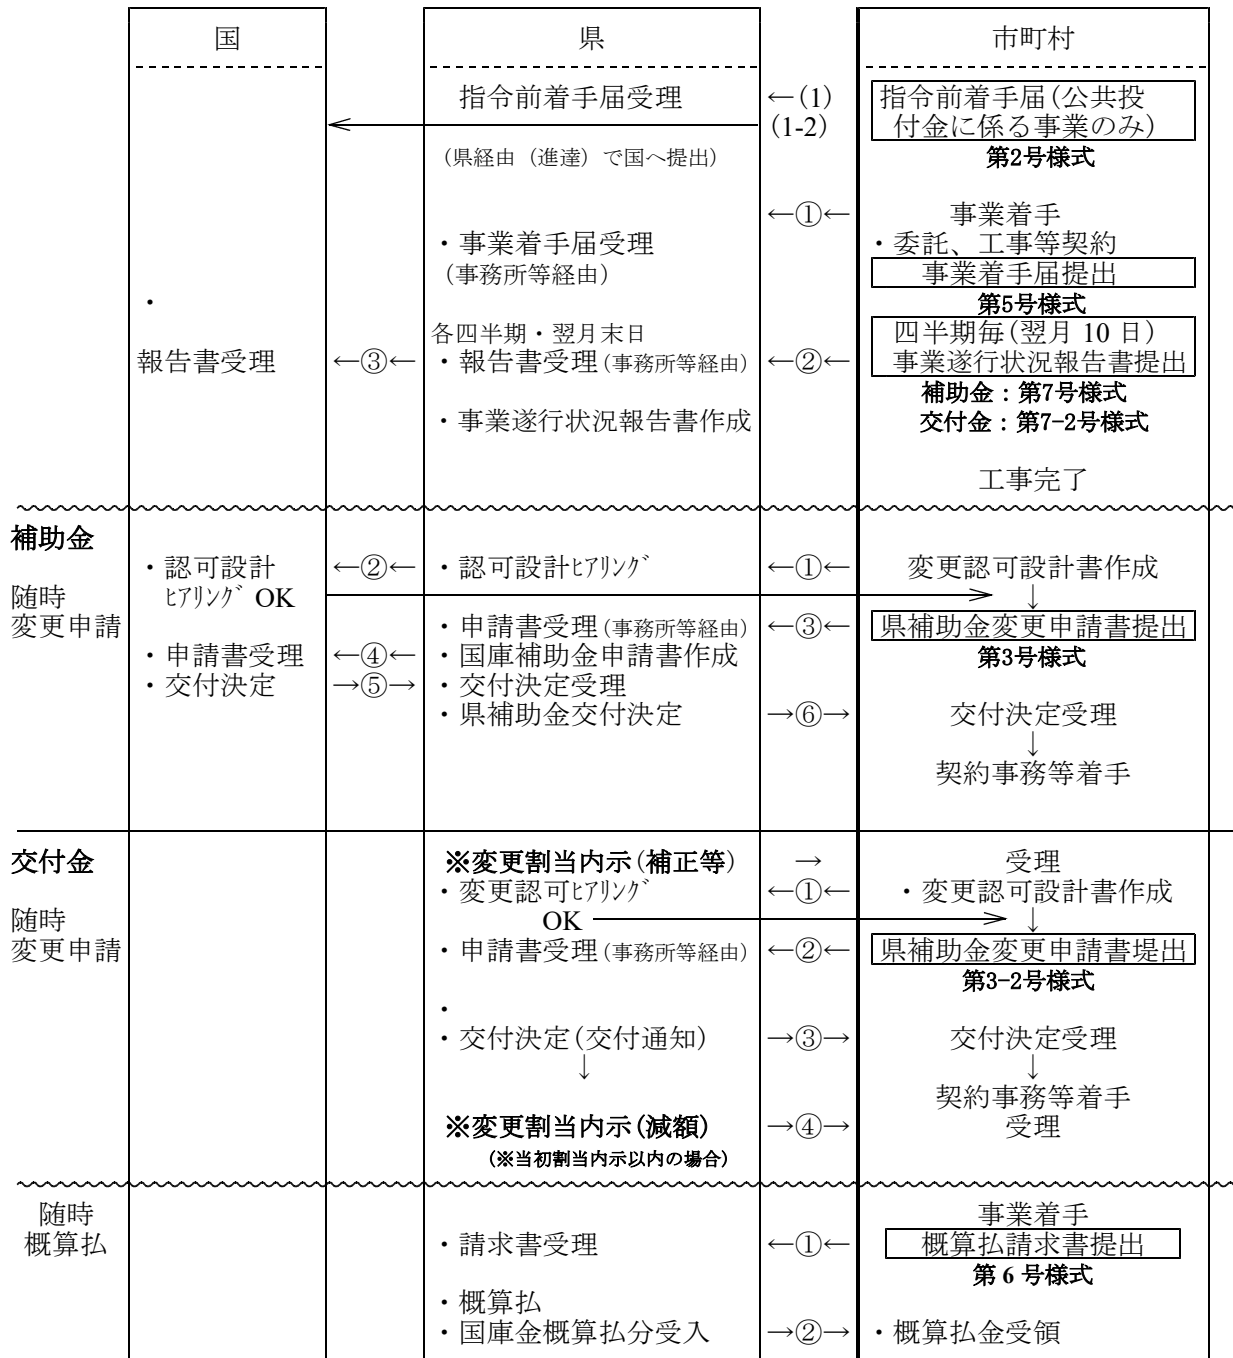 国 県 市町村
指令前着手届受理 ←(1) 指令前着手届(公共投
(1-2) 付金に係る事業のみ)
(県経由（進達）で国へ提出) 第2号様式
←①← 事業着手
・事業着手届受理 ・委託、工事等契約
(事務所等経由) 事業着手届提出
・ 第5号様式
各四半期・翌月末日 四半期毎(翌月 10 日)
報告書受理 ←③← ・報告書受理(事務所等経由) ←②← 事業遂行状況報告書提出
補助金：第7号様式
・事業遂行状況報告書作成 交付金：第7-2号様式
工事完了
補助金
・認可設計 ←②← ・認可設計ﾋｱﾘﾝｸﾞ ←①← 変更認可設計書作成
随時 ﾋｱﾘﾝｸﾞ OK ↓
変更申請 ・申請書受理(事務所等経由) ←③← 県補助金変更申請書提出
・申請書受理 ←④← ・国庫補助金申請書作成 第3号様式
・交付決定 →⑤→ ・交付決定受理
・県補助金交付決定 →⑥→ 交付決定受理
↓
契約事務等着手
交付金 ※変更割当内示(補正等) → 受理
・変更認可ﾋｱﾘﾝｸﾞ ←①← ・変更認可設計書作成
随時 OK ↓
変更申請 ・申請書受理(事務所等経由) ←②← 県補助金変更申請書堤出
第3-2号様式
・
・交付決定(交付通知) →③→ 交付決定受理
↓ ↓
契約事務等着手
※変更割当内示(減額) →④→ 受理
(※当初割当内示以内の場合)
随時 事業着手
概算払 ・請求書受理 ←①← 概算払請求書提出
第 6 号様式
・概算払
・国庫金概算払分受入 →②→ ・概算払金受領